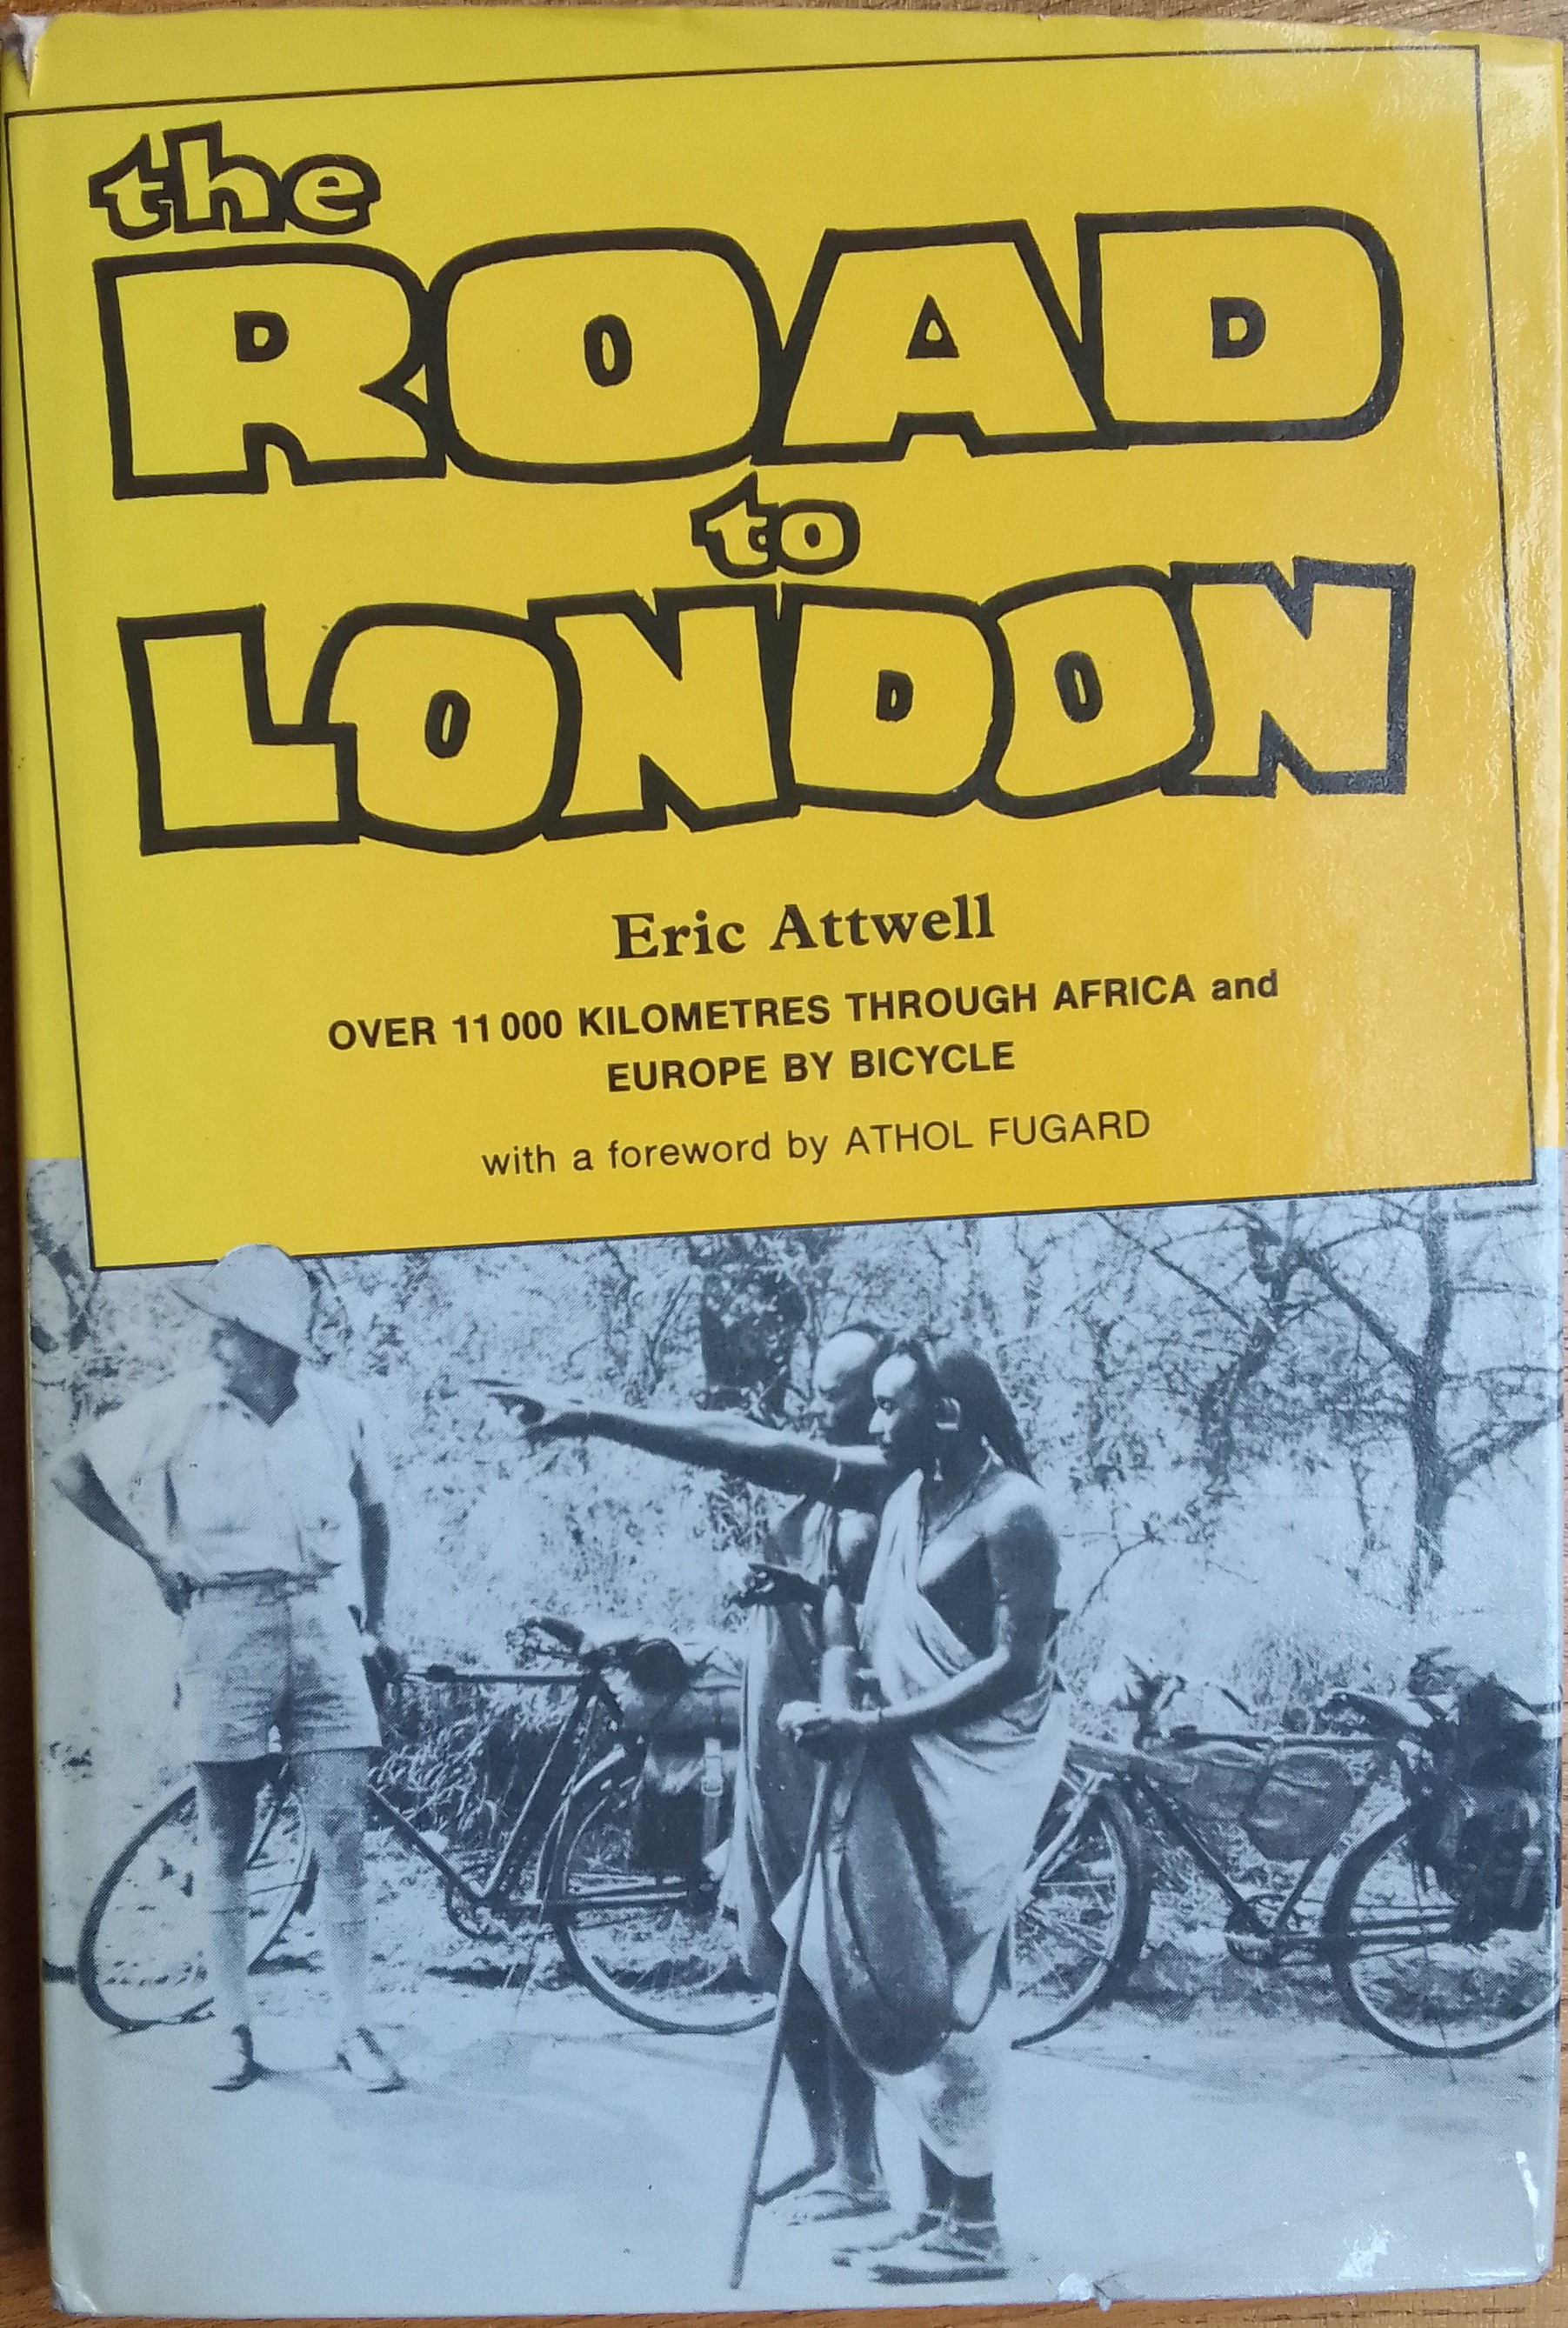 the
ROAD
to
LONDON
Eric Attwell
OVER 11 000 KILOMETRES THROUGH AFRICA and
EUROPE BY BICYCLE
with a foreword by ATHOL FUGARD